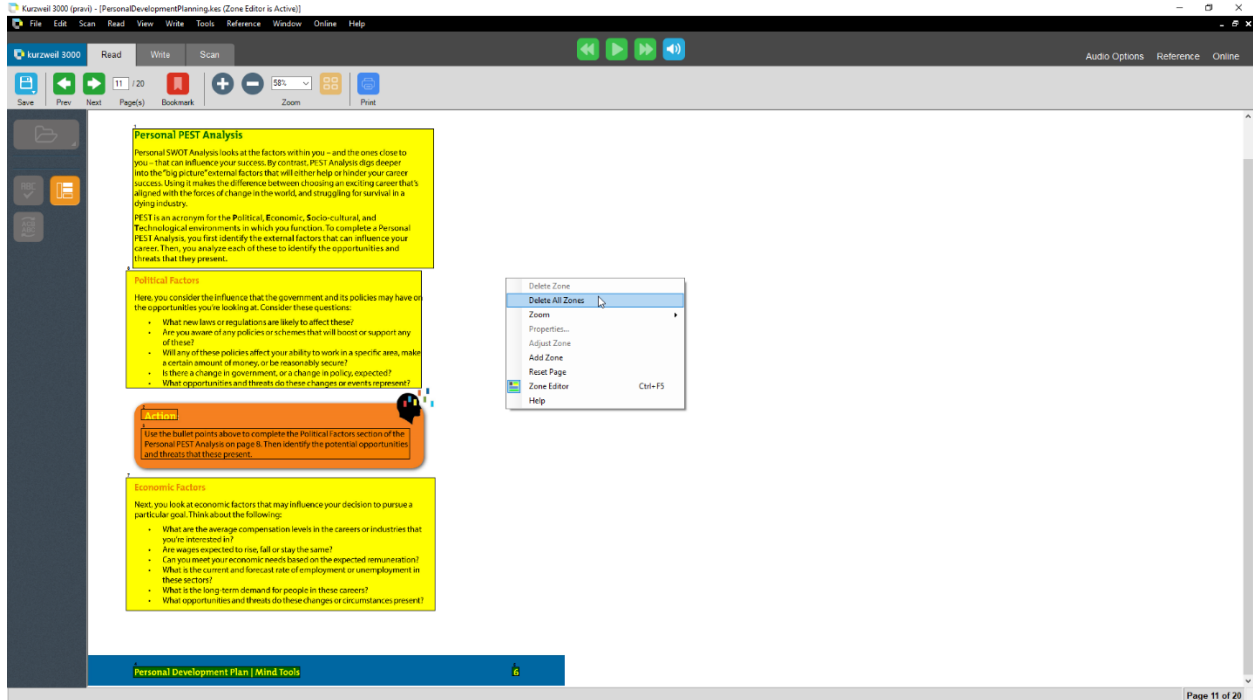 Kurzweil 3000 (pravi) - [PersonalDevelopmentPlanning.kes (Zone Editor is Active)]
File Edit Scan Read View Write Tools Reference Window Online Help
kurzweil 3000 Read Write Scan
Audio Options Reference Online
11 / 20 58%
Save Prev Next Page(s) Bookmark Zoom Print
Personal PEST Analysis
Personal SWOT Analysis looks at the factors within you – and the ones close to
you – that can influence your success. By contrast, PEST Analysis digs deeper
into the "big picture" external factors that will either help or hinder your career
success. Using it makes the difference between choosing an exciting career that's
aligned with the forces of change in the world, and struggling for survival in a
dying industry.
PEST is an acronym for the Political, Economic, Socio-cultural, and
Technological environments in which you function. To complete a Personal
PEST Analysis, you first identify the external factors that can influence your
career. Then, you analyze each of these to identify the opportunities and
threats that they present.
Political Factors
Here, you consider the influence that the government and its policies may have on
the opportunities you're looking at. Consider these questions:
• What new laws or regulations are likely to affect these?
• Are you aware of any policies or schemes that will boost or support any
of these?
• Will any of these policies affect your ability to work in a specific area, make
a certain amount of money, or be reasonably secure?
• Is there a change in government, or a change in policy, expected?
• What opportunities and threats do these changes or events represent?
Action
Use the bullet points above to complete the Political Factors section of the
Personal PEST Analysis on page 8. Then identify the potential opportunities
and threats that these present.
Economic Factors
Next, you look at economic factors that may influence your decision to pursue a
particular goal. Think about the following:
• What are the average compensation levels in the careers or industries that
you're interested in?
• Are wages expected to rise, fall or stay the same?
• Can you meet your economic needs based on the expected remuneration?
• What is the current and forecast rate of employment or unemployment in
these sectors?
• What is the long-term demand for people in these careers?
• What opportunities and threats do these changes or circumstances present?
Personal Development Plan | Mind Tools 6
Delete Zone
Delete All Zones
Zoom
Properties...
Adjust Zone
Add Zone
Reset Page
Zone Editor Ctrl+F5
Help
Page 11 of 20